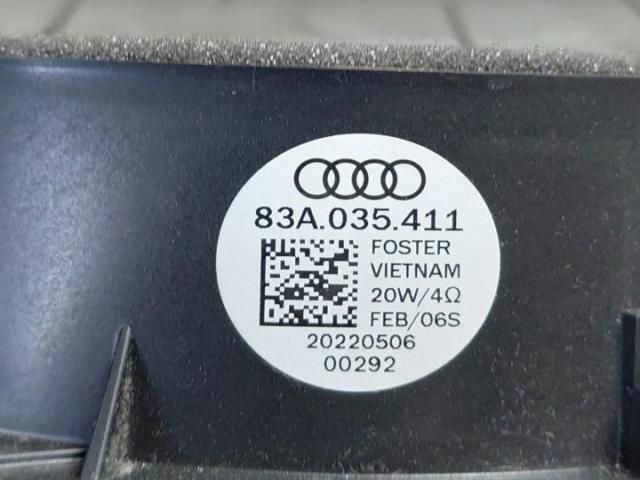 83A.035.411
FOSTER
VIETNAM
20W/4Ω
FEB/06S
20220506
00292